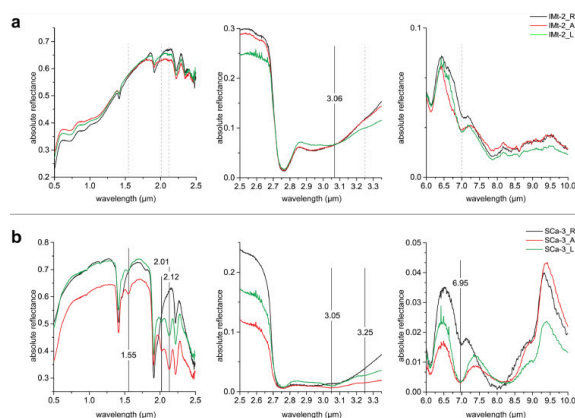 a
IMt-2_R
IMt-2_A
IMt-2_L
absolute reflectance
0.7
0.6
0.5
0.4
0.3
0.2
0.5 1.0 1.5 2.0 2.5
wavelength (µm)
absolute reflectance
0.3
0.2
0.1
0.0
3.06
2.5 2.6 2.7 2.8 2.9 3.0 3.1 3.2 3.3
wavelength (µm)
absolute reflectance
0.1
0.0
6.0 6.5 7.0 7.5 8.0 8.5 9.0 9.5 10.0
wavelength (µm)
b
SCa-3_R
SCa-3_A
SCa-3_L
absolute reflectance
0.8
0.7
0.6
0.5
0.4
0.3
2.01
2.12
1.55
0.5 1.0 1.5 2.0 2.5
wavelength (µm)
absolute reflectance
0.2
0.1
0.0
3.05
3.25
2.5 2.6 2.7 2.8 2.9 3.0 3.1 3.2 3.3
wavelength (µm)
absolute reflectance
0.05
0.04
0.03
0.02
0.01
0.00
6.95
6.0 6.5 7.0 7.5 8.0 8.5 9.0 9.5 10.0
wavelength (µm)